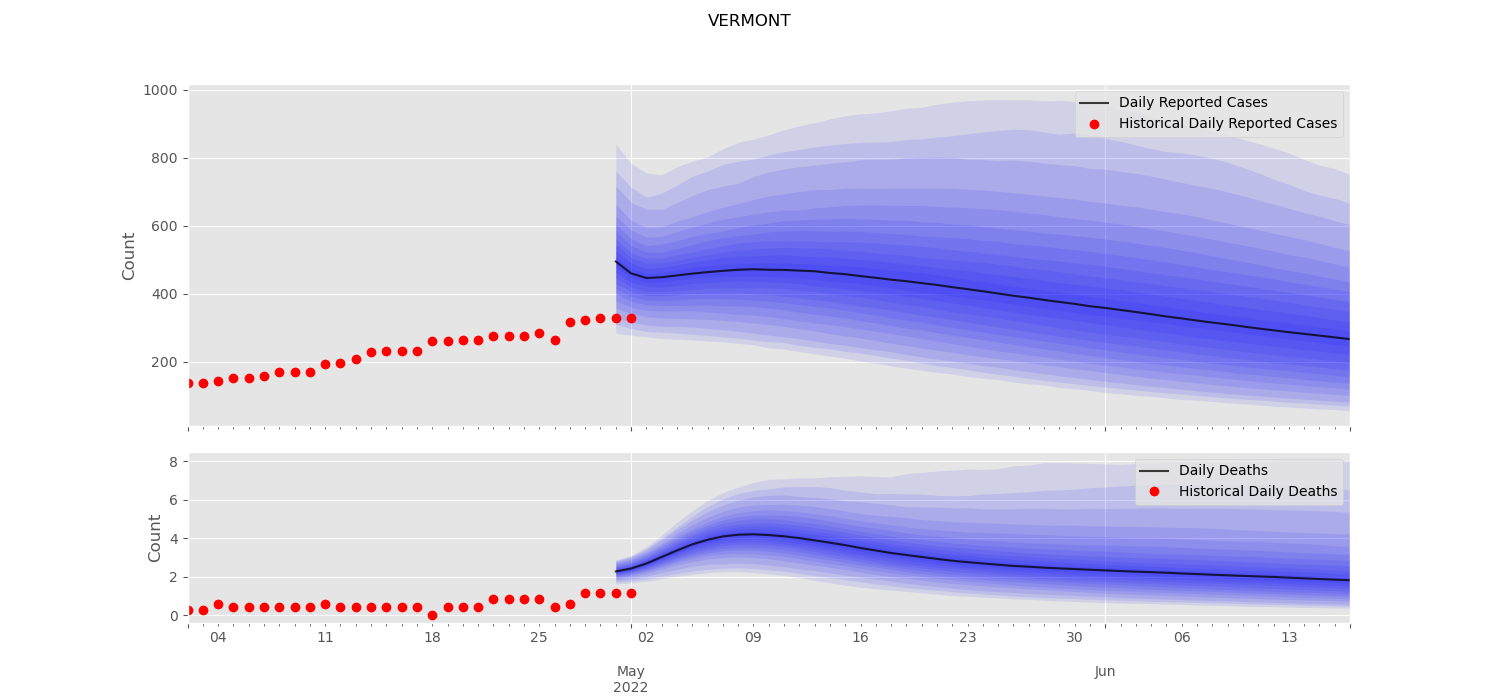 VERMONT
1000
800
600
400
200
Count
Daily Reported Cases
Historical Daily Reported Cases
8
6
4
2
0
Count
Daily Deaths
Historical Daily Deaths
04 11 18 25 02 09 16 23 30 06 13
May Jun
2022